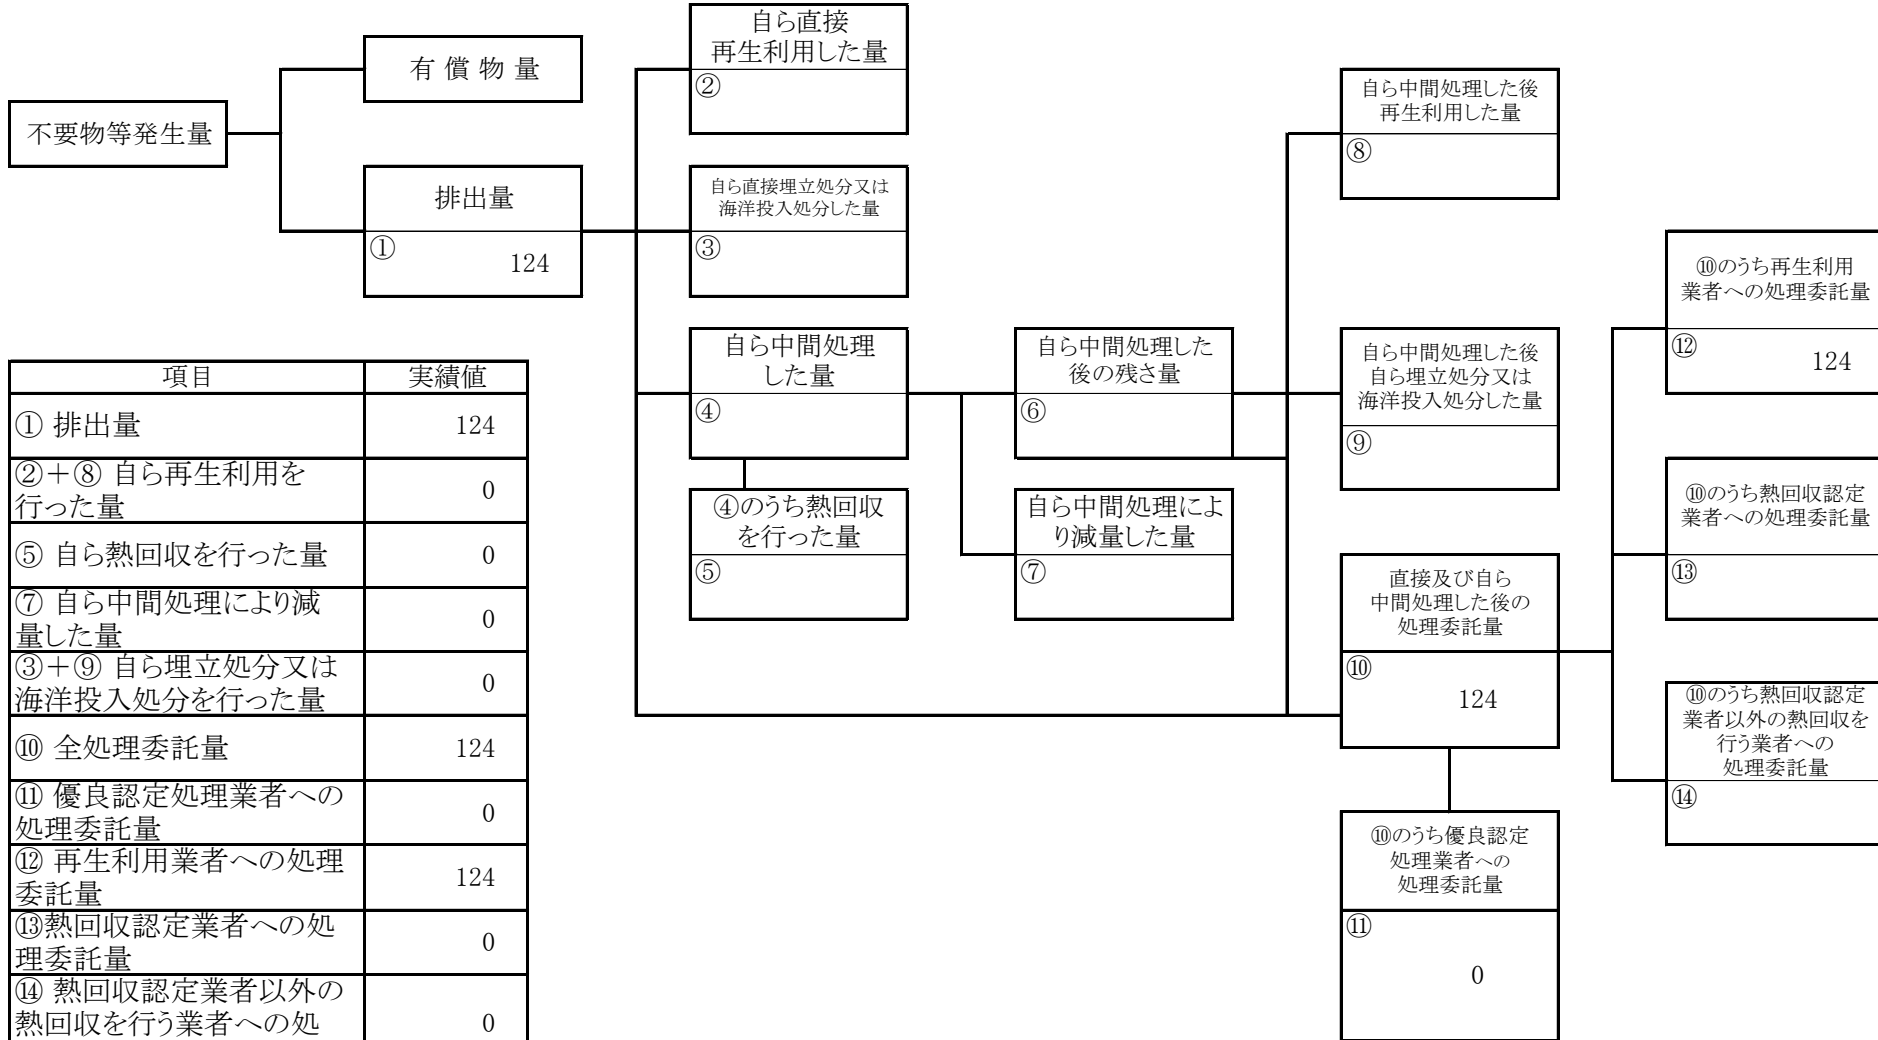 不要物等発生量
有償物量
排出量
①
124
自ら直接
再生利用した量
②
自ら直接埋立処分又は
海洋投入処分した量
③
自ら中間処理
した量
④
④のうち熱回収
を行った量
⑤
自ら中間処理した
後の残さ量
⑥
自ら中間処理によ
り減量した量
⑦
自ら中間処理した後
再生利用した量
⑧
自ら中間処理した後
自ら埋立処分又は
海洋投入処分した量
⑨
直接及び自ら
中間処理した後の
処理委託量
⑩
124
⑩のうち優良認定
処理業者への
処理委託量
⑪
0
⑩のうち再生利用
業者への処理委託量
⑫
124
⑩のうち熱回収認定
業者への処理委託量
⑬
⑩のうち熱回収認定
業者以外の熱回収を
行う業者への
処理委託量
⑭
項目 実績値
① 排出量 124
②＋⑧ 自ら再生利用を
行った量 0
⑤ 自ら熱回収を行った量 0
⑦ 自ら中間処理により減
量した量 0
③＋⑨ 自ら埋立処分又は
海洋投入処分を行った量 0
⑩ 全処理委託量 124
⑪ 優良認定処理業者への
処理委託量 0
⑫ 再生利用業者への処理
委託量 124
⑬熱回収認定業者への処
理委託量 0
⑭ 熱回収認定業者以外の
熱回収を行う業者への処 0